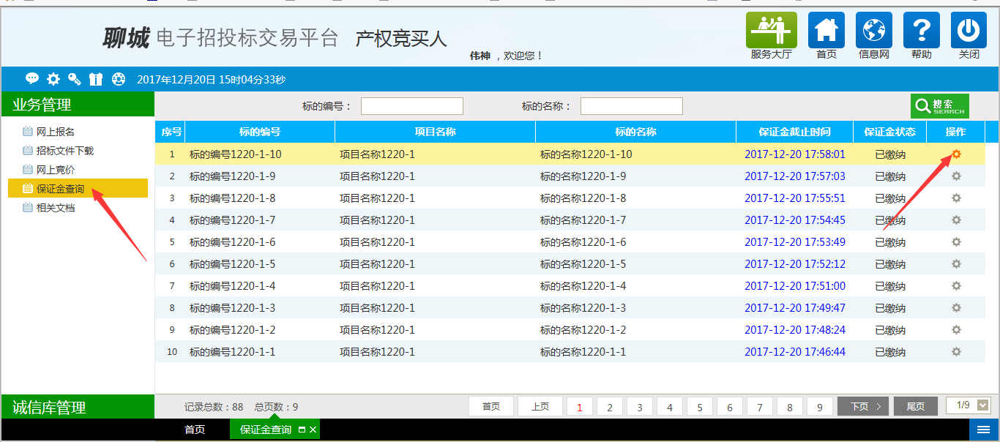 聊城 电子招投标交易平台 产权竞买人
伟神 ，欢迎您！
服务大厅 首页 信息网 帮助 关闭
2017年12月20日 15时04分33秒
业务管理
网上报名
招标文件下载
网上竞价
保证金查询
相关文档
诚信库管理
标的编号： 标的名称： 搜索 SEARCH
序号 标的编号 项目名称 标的名称 保证金截止时间 保证金状态 操作
1 标的编号1220-1-10 项目名称1220-1 标的名称1220-1-10 2017-12-20 17:58:01 已缴纳
2 标的编号1220-1-9 项目名称1220-1 标的名称1220-1-9 2017-12-20 17:57:03 已缴纳
3 标的编号1220-1-8 项目名称1220-1 标的名称1220-1-8 2017-12-20 17:55:51 已缴纳
4 标的编号1220-1-7 项目名称1220-1 标的名称1220-1-7 2017-12-20 17:54:45 已缴纳
5 标的编号1220-1-6 项目名称1220-1 标的名称1220-1-6 2017-12-20 17:53:49 已缴纳
6 标的编号1220-1-5 项目名称1220-1 标的名称1220-1-5 2017-12-20 17:52:12 已缴纳
7 标的编号1220-1-4 项目名称1220-1 标的名称1220-1-4 2017-12-20 17:51:00 已缴纳
8 标的编号1220-1-3 项目名称1220-1 标的名称1220-1-3 2017-12-20 17:49:47 已缴纳
9 标的编号1220-1-2 项目名称1220-1 标的名称1220-1-2 2017-12-20 17:48:24 已缴纳
10 标的编号1220-1-1 项目名称1220-1 标的名称1220-1-1 2017-12-20 17:46:44 已缴纳
记录总数：88 总页数：9 首页 上页 1 2 3 4 5 6 7 8 9 下页 尾页 1/9
首页 保证金查询